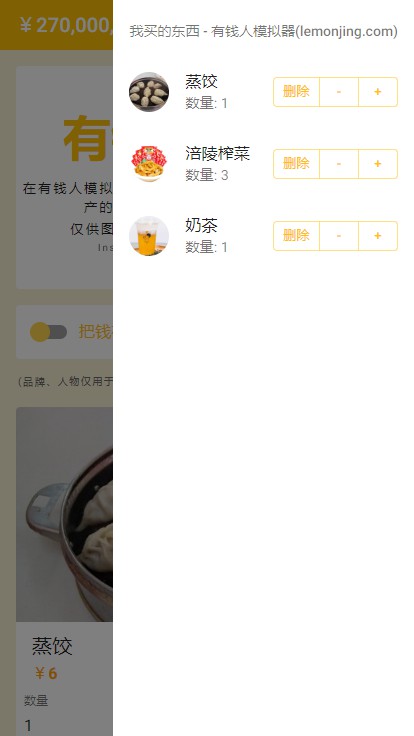 ¥270,000,
我买的东西 - 有钱人模拟器(lemonjing.com)
蒸饺
数量: 1
删除 - +
涪陵榨菜
数量: 3
删除 - +
奶茶
数量: 1
删除 - +
有
在有钱人模拟
产的
仅供图
Ins
把钱
(品牌、人物仅用于
蒸饺
¥6
数量
1